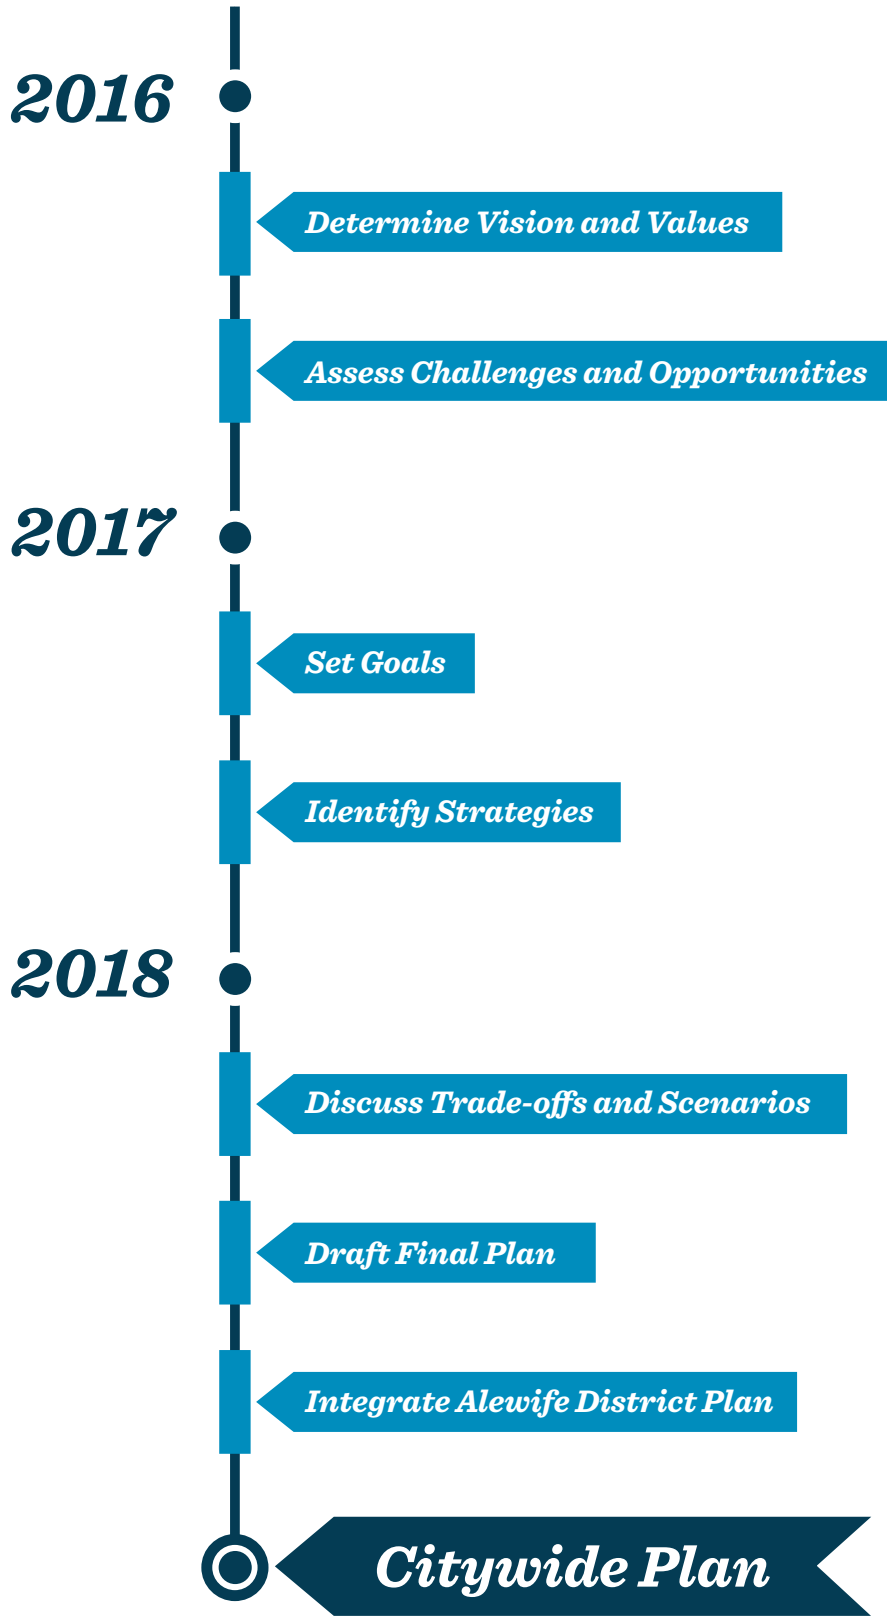 2016
Determine Vision and Values
Assess Challenges and Opportunities
2017
Set Goals
Identify Strategies
2018
Discuss Trade-offs and Scenarios
Draft Final Plan
Integrate Alewife District Plan
Citywide Plan